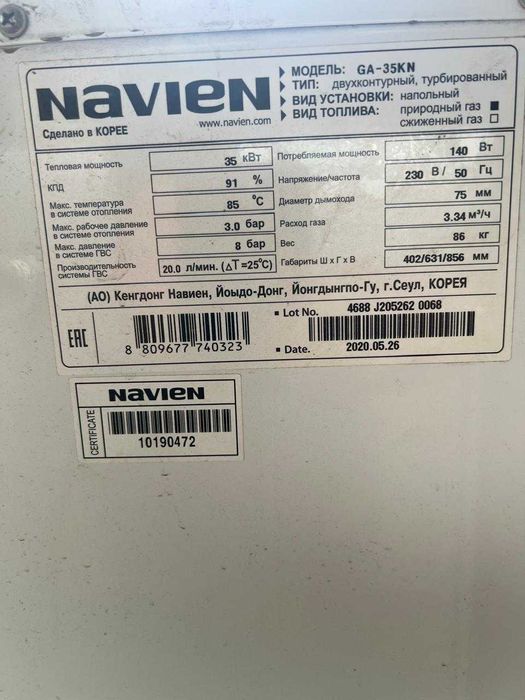 NAVIEN
Сделано в КОРЕЕ
www.navien.com
МОДЕЛЬ: GA-35KN
ТИП: двухконтурный, турбированный
ВИД УСТАНОВКИ: напольный
ВИД ТОПЛИВА: природный газ ■
сжиженный газ □
Тепловая мощность 35 кВт
КПД 91 %
Макс. температура в системе отопления 85 °C
Макс. рабочее давление в системе отопления 3.0 бар
Макс. давление в системе ГВС 8 бар
Производительность системы ГВС 20.0 л/мин. (ΔT=25°C)
Потребляемая мощность 140 Вт
Напряжение/частота 230 В / 50 Гц
Диаметр дымохода 75 мм
Расход газа 3.34 м³/ч
Вес 86 кг
Габариты Ш х Г х В 402/631/856 мм
(АО) Кенгдонг Навиен, Йоыдо-Донг, Йонгдынгпо-Гу, г.Сеул, КОРЕЯ
EAC
8 809677 740323
Lot No. 4688 J205262 0068
Date. 2020.05.26
NAVIEN
CERTIFICATE
10190472